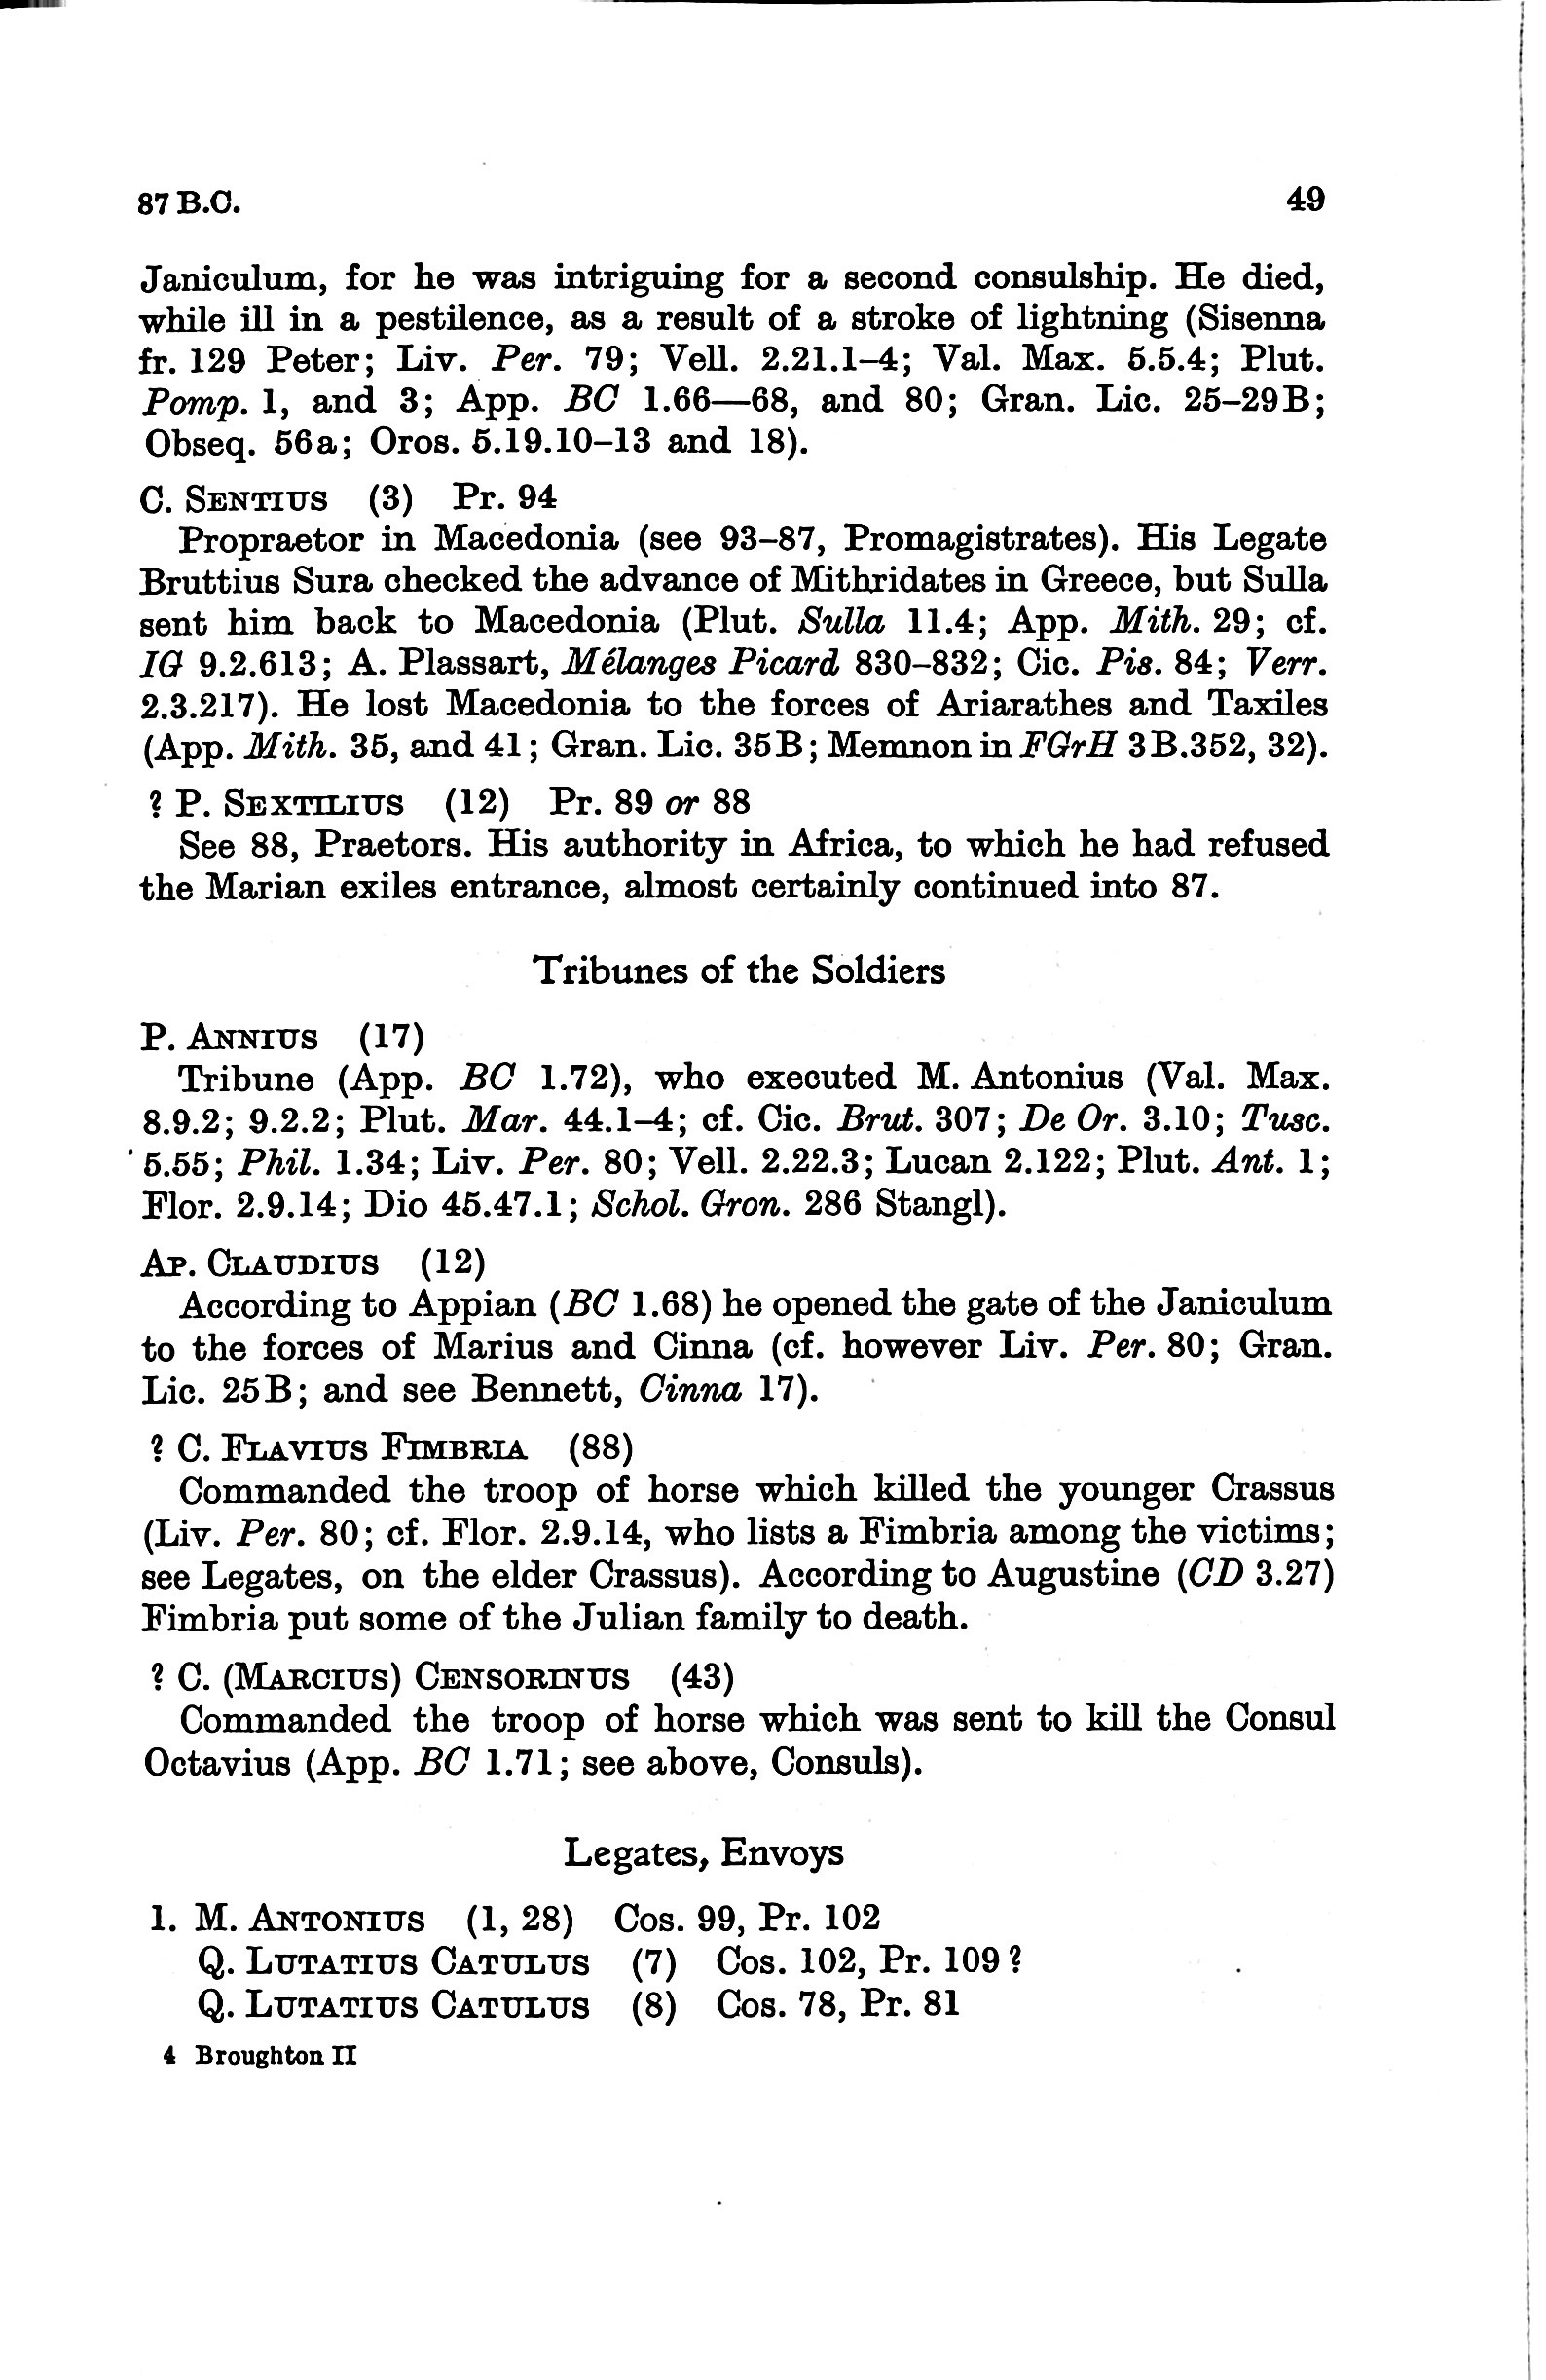 87 B.C. 49
Janiculum, for he was intriguing for a second consulship. He died,
while ill in a pestilence, as a result of a stroke of lightning (Sisenna
fr. 129 Peter; Liv. Per. 79; Vell. 2.21.1–4; Val. Max. 5.5.4; Plut.
Pomp. 1, and 3; App. BC 1.66—68, and 80; Gran. Lic. 25–29B;
Obseq. 56a; Oros. 5.19.10–13 and 18).
C. SENTIUS (3) Pr. 94
Propraetor in Macedonia (see 93–87, Promagistrates). His Legate
Bruttius Sura checked the advance of Mithridates in Greece, but Sulla
sent him back to Macedonia (Plut. Sulla 11.4; App. Mith. 29; cf.
IG 9.2.613; A. Plassart, Mélanges Picard 830–832; Cic. Pis. 84; Verr.
2.3.217). He lost Macedonia to the forces of Ariarathes and Taxiles
(App. Mith. 35, and 41; Gran. Lic. 35B; Memnon in FGrH 3B.352, 32).
? P. SEXTILIUS (12) Pr. 89 or 88
See 88, Praetors. His authority in Africa, to which he had refused
the Marian exiles entrance, almost certainly continued into 87.
Tribunes of the Soldiers
P. ANNIUS (17)
Tribune (App. BC 1.72), who executed M. Antonius (Val. Max.
8.9.2; 9.2.2; Plut. Mar. 44.1–4; cf. Cic. Brut. 307; De Or. 3.10; Tusc.
5.55; Phil. 1.34; Liv. Per. 80; Vell. 2.22.3; Lucan 2.122; Plut. Ant. 1;
Flor. 2.9.14; Dio 45.47.1; Schol. Gron. 286 Stangl).
AP. CLAUDIUS (12)
According to Appian (BC 1.68) he opened the gate of the Janiculum
to the forces of Marius and Cinna (cf. however Liv. Per. 80; Gran.
Lic. 25B; and see Bennett, Cinna 17).
? C. FLAVIUS FIMBRIA (88)
Commanded the troop of horse which killed the younger Crassus
(Liv. Per. 80; cf. Flor. 2.9.14, who lists a Fimbria among the victims;
see Legates, on the elder Crassus). According to Augustine (CD 3.27)
Fimbria put some of the Julian family to death.
? C. (MARCIUS) CENSORINUS (43)
Commanded the troop of horse which was sent to kill the Consul
Octavius (App. BC 1.71; see above, Consuls).
Legates, Envoys
1. M. ANTONIUS (1, 28) Cos. 99, Pr. 102
Q. LUTATIUS CATULUS (7) Cos. 102, Pr. 109?
Q. LUTATIUS CATULUS (8) Cos. 78, Pr. 81
4 Broughton II